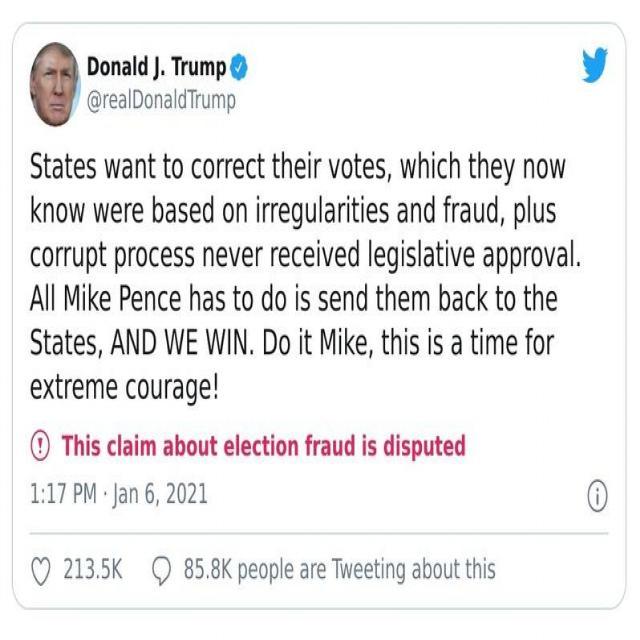 Donald J. Trump
@realDonaldTrump
States want to correct their votes, which they now
know were based on irregularities and fraud, plus
corrupt process never received legislative approval.
All Mike Pence has to do is send them back to the
States, AND WE WIN. Do it Mike, this is a time for
extreme courage!
This claim about election fraud is disputed
1:17 PM · Jan 6, 2021
213.5K 85.8K people are Tweeting about this